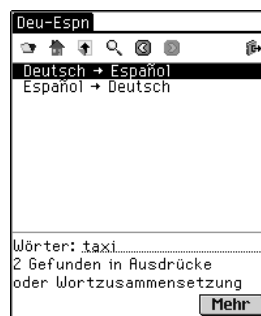 Deu-Espn
Deutsch → Español
Español → Deutsch
Wörter: taxi
2 Gefunden in Ausdrücke
oder Wortzusammensetzung
Mehr